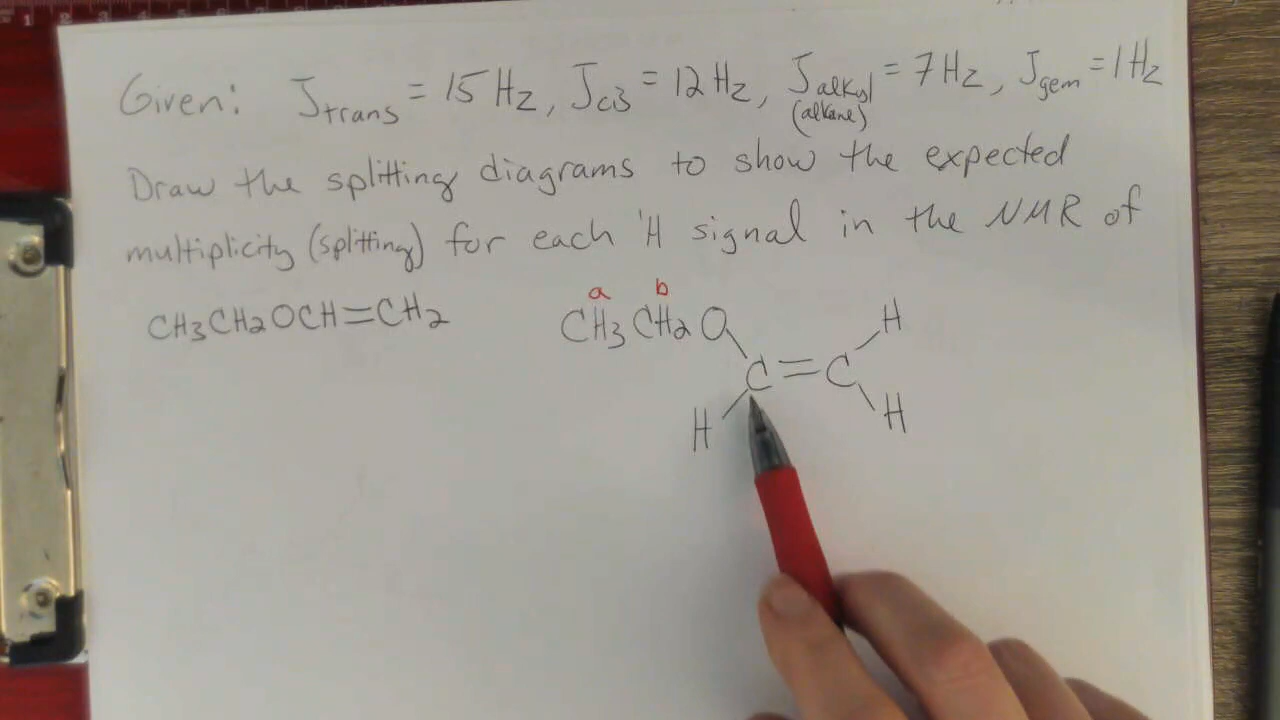 Given: Jtrans = 15 Hz, Jcis = 12 Hz, Jalkyl = 7 Hz, Jgem = 1 Hz
(alkane)
Draw the splitting diagrams to show the expected
multiplicity (splitting) for each ¹H signal in the NMR of
a b
CH3CH2OCH=CH2 CH3CH2O H
C=C
H H